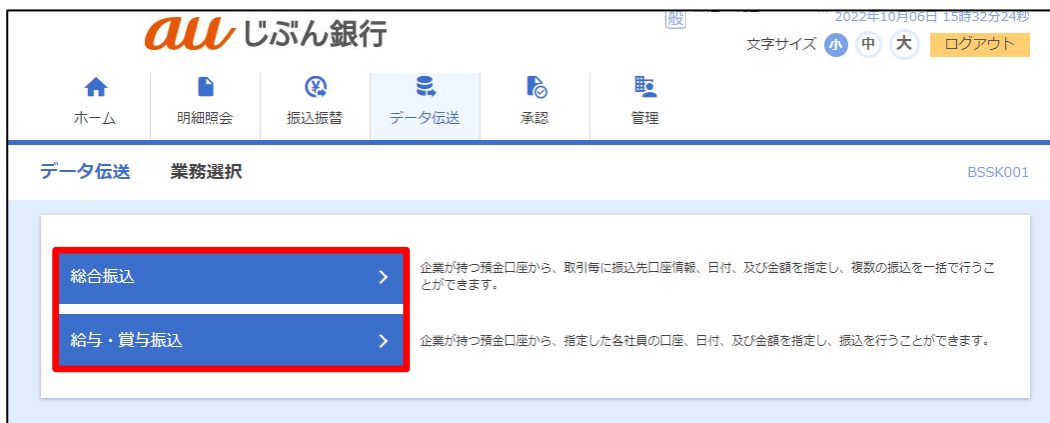 au じぶん銀行
般
2022年10月06日 15時32分24秒
文字サイズ 小 中 大 ログアウト
ホーム 明細照会 振込振替 データ伝送 承認 管理
データ伝送 業務選択 BSSK001
総合振込
企業が持つ預金口座から、取引毎に振込先口座情報、日付、及び金額を指定し、複数の振込を一括で行うこ
とができます。
給与・賞与振込
企業が持つ預金口座から、指定した各社員の口座、日付、及び金額を指定し、振込を行うことができます。